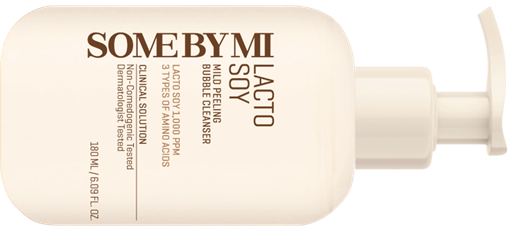 SOME BY MI
LACTO
SOY
MILD PEELING
BUBBLE CLEANSER
LACTO SOY 1,000 PPM
3 TYPES OF AMINO ACIDS
CLINICAL SOLUTION
Non-Comedogenic Tested
Dermatologist Tested
180 ML / 6.09 FL. OZ.